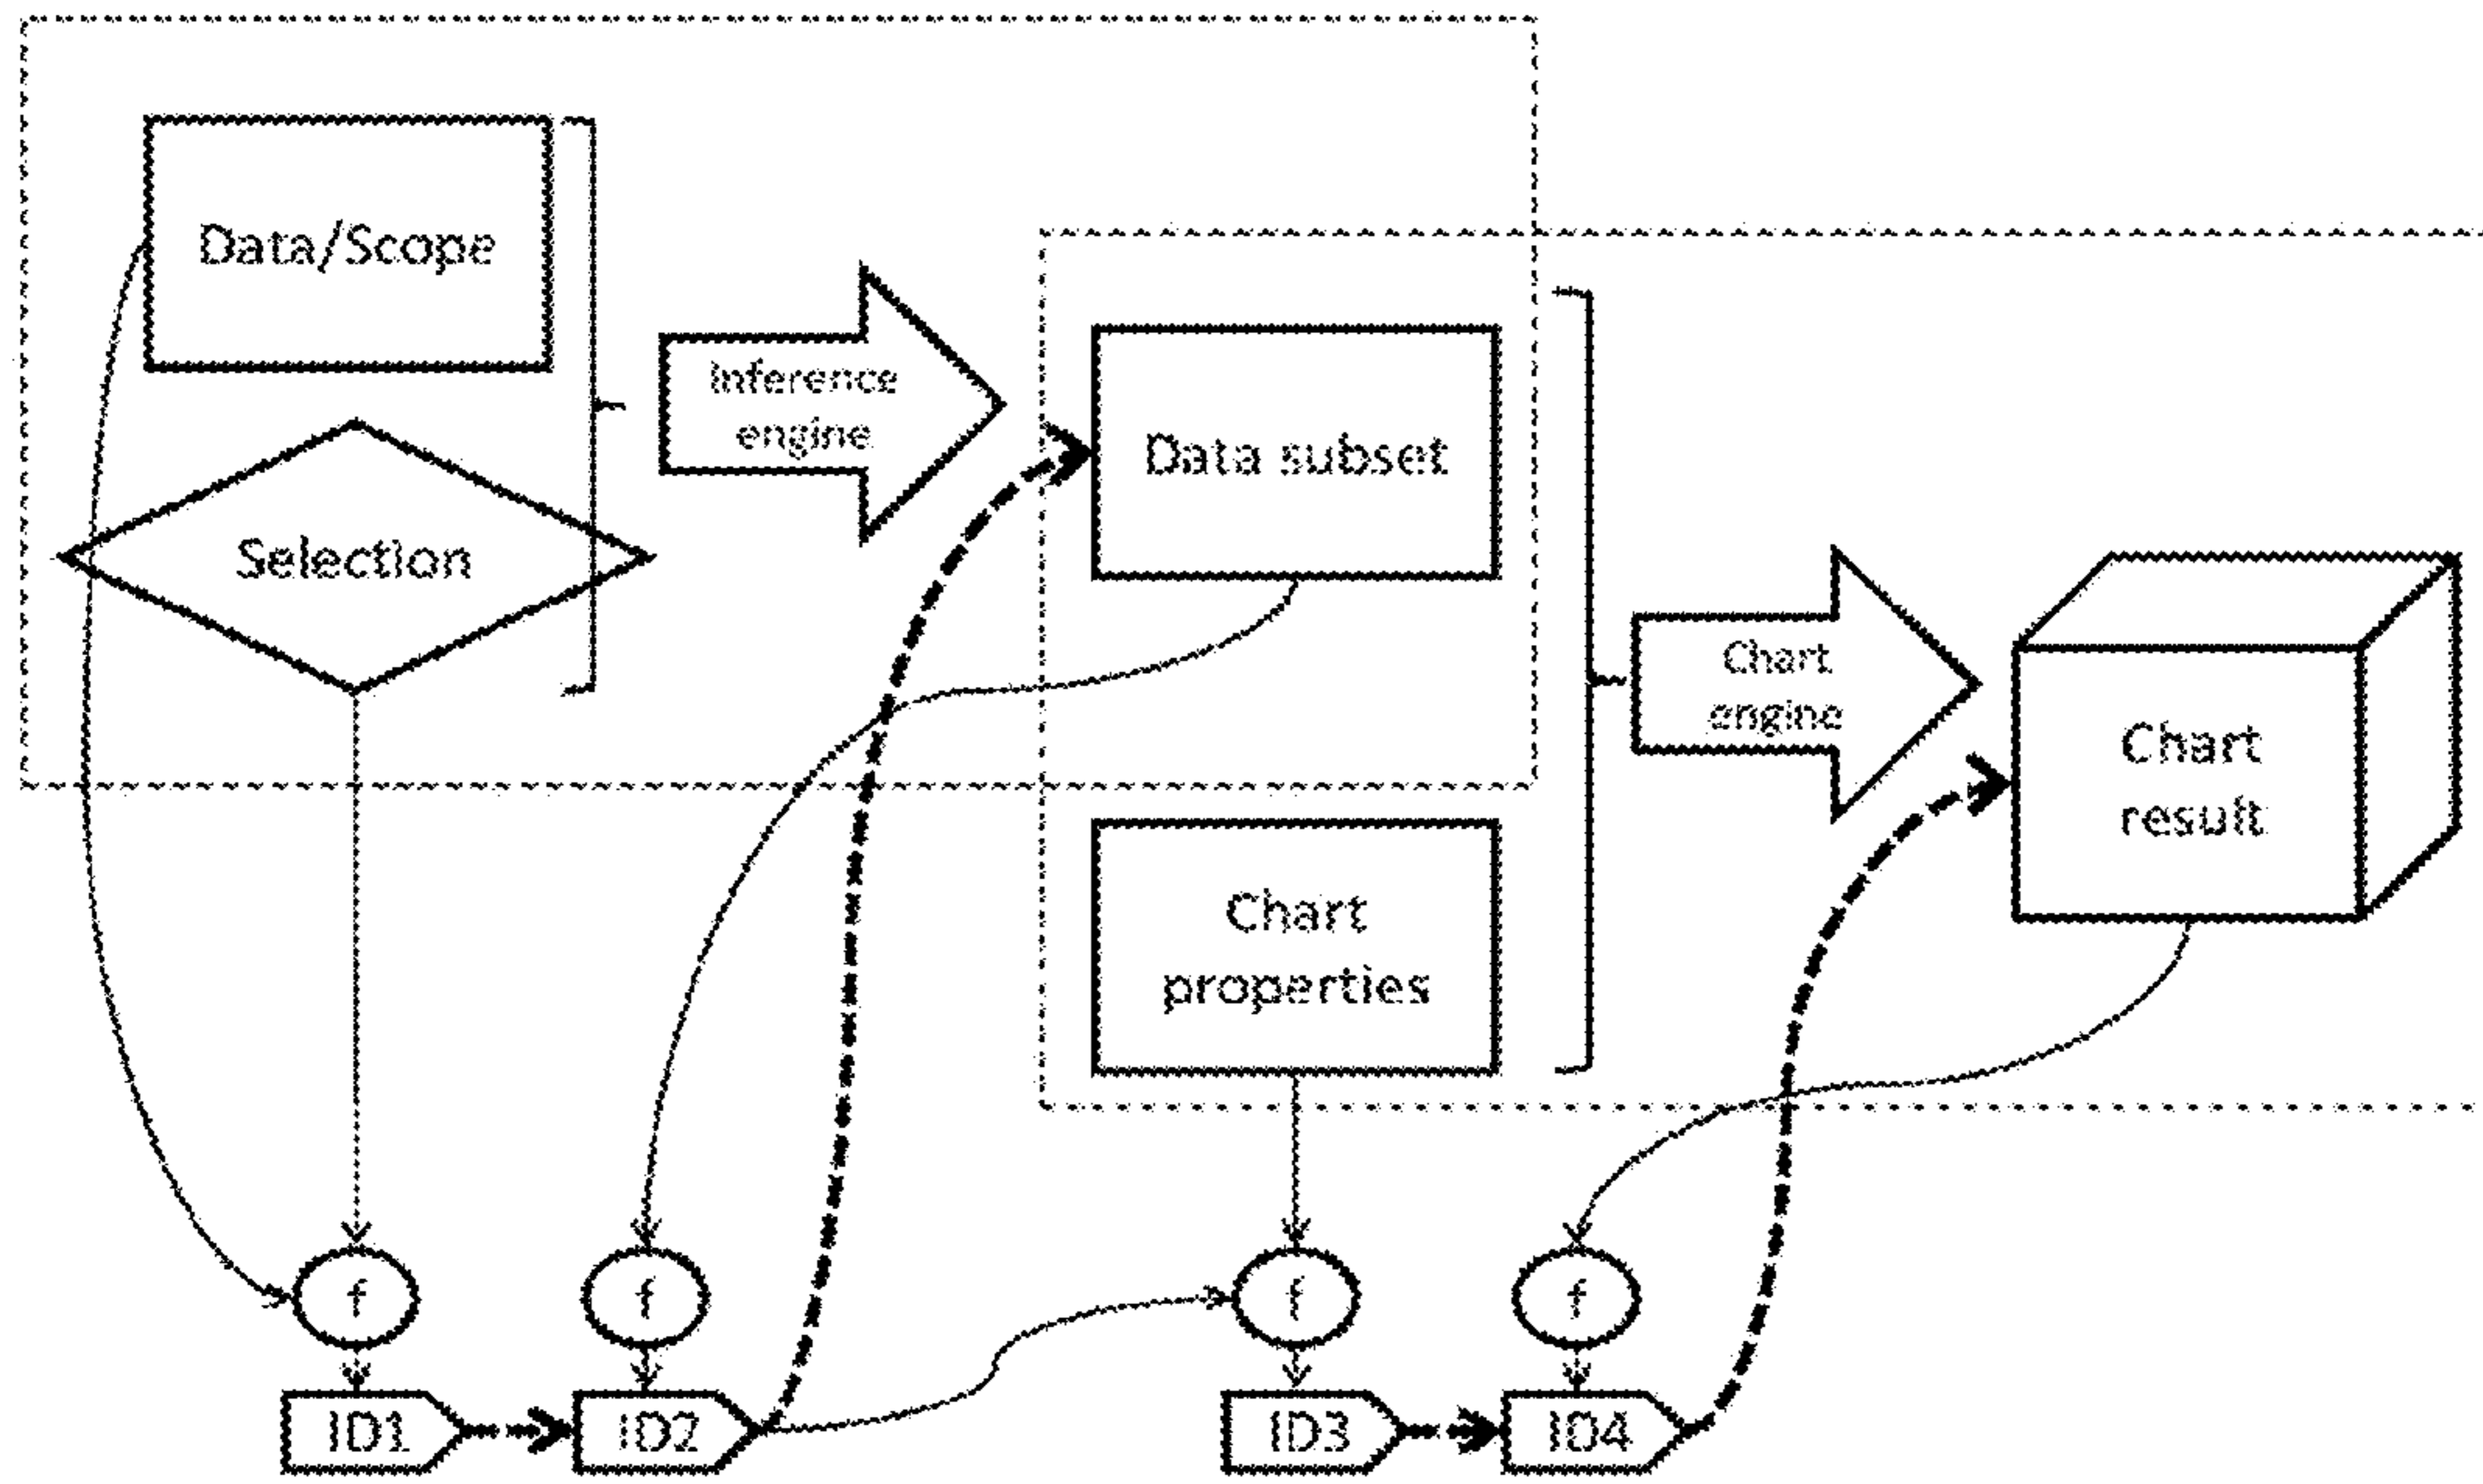 Data/Scope
Inference
engine
Selection
Data subset
Chart
engine
Chart
result
Chart
properties
f
f
f
f
ID1
ID2
ID3
ID4